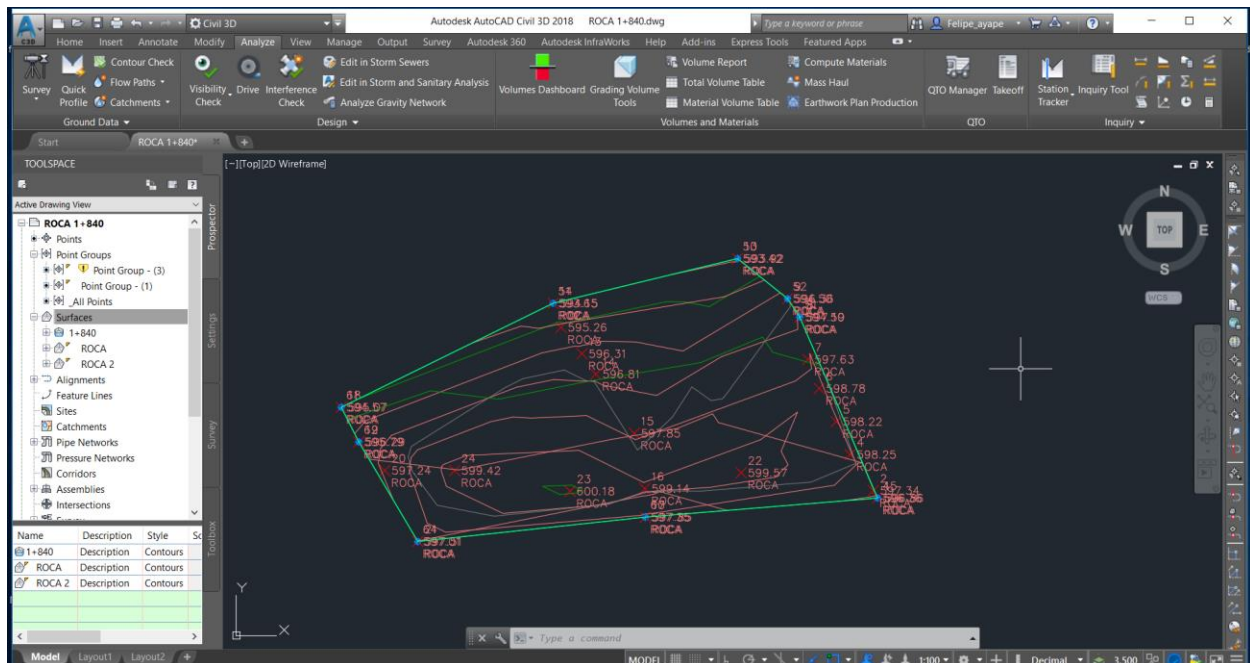 Civil 3D
Autodesk AutoCAD Civil 3D 2018 ROCA 1+840.dwg
Type a keyword or phrase
Felipe_ayape
C3D
Home Insert Annotate Modify Analyze View Manage Output Survey Autodesk 360 Autodesk InfraWorks Help Add-ins Express Tools Featured Apps
Contour Check
Edit in Storm Sewers
Volume Report
Compute Materials
Flow Paths
Edit in Storm and Sanitary Analysis
Total Volume Table
Mass Haul
Survey
Quick Profile
Catchments
Visibility Check
Drive
Interference Check
Analyze Gravity Network
Volumes Dashboard
Grading Volume Tools
Material Volume Table
Earthwork Plan Production
QTO Manager
Takeoff
Station Tracker
Inquiry Tool
Ground Data
Design
Volumes and Materials
QTO
Inquiry
Start
ROCA 1+840*
TOOLSPACE
[−][Top][2D Wireframe]
Active Drawing View
ROCA 1+840
Points
Point Groups
Point Group - (3)
Point Group - (1)
_All Points
Surfaces
1+840
ROCA
ROCA 2
Alignments
Feature Lines
Sites
Catchments
Pipe Networks
Pressure Networks
Corridors
Assemblies
Intersections
Prospector
Settings
Survey
Toolbox
Name Description Style
1+840 Description Contours
ROCA Description Contours
ROCA 2 Description Contours
N
W TOP E
S
WCS
ROCA
595.26
ROCA
596.31
596.81
ROCA
ROCA
7
597.63
ROCA
598.78
ROCA
5
598.22
ROCA
4
598.25
ROCA
15
597.85
ROCA
ROCA
ROCA
20
597.24
ROCA
24
599.42
ROCA
23
600.18
ROCA
16
599.14
ROCA
22
599.57
ROCA
ROCA
ROCA
Y
X
Type a command
Model Layout1 Layout2 +
MODEL
1:100
Decimal
3.500